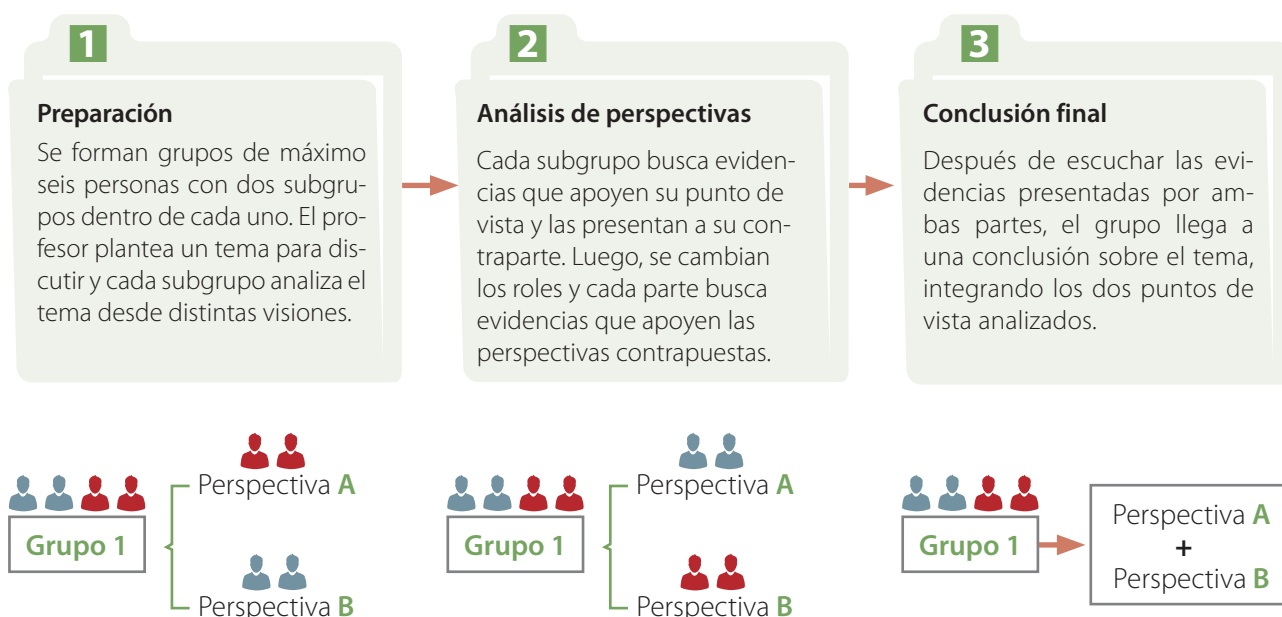 1
Preparación
Se forman grupos de máximo
seis personas con dos subgru-
pos dentro de cada uno. El pro-
fesor plantea un tema para dis-
cutir y cada subgrupo analiza el
tema desde distintas visiones.
2
Análisis de perspectivas
Cada subgrupo busca eviden-
cias que apoyen su punto de
vista y las presentan a su con-
traparte. Luego, se cambian
los roles y cada parte busca
evidencias que apoyen las
perspectivas contrapuestas.
3
Conclusión final
Después de escuchar las evi-
dencias presentadas por am-
bas partes, el grupo llega a
una conclusión sobre el tema,
integrando los dos puntos de
vista analizados.
Grupo 1
Perspectiva A
Perspectiva B
Grupo 1
Perspectiva A
Perspectiva B
Grupo 1
Perspectiva A
+
Perspectiva B